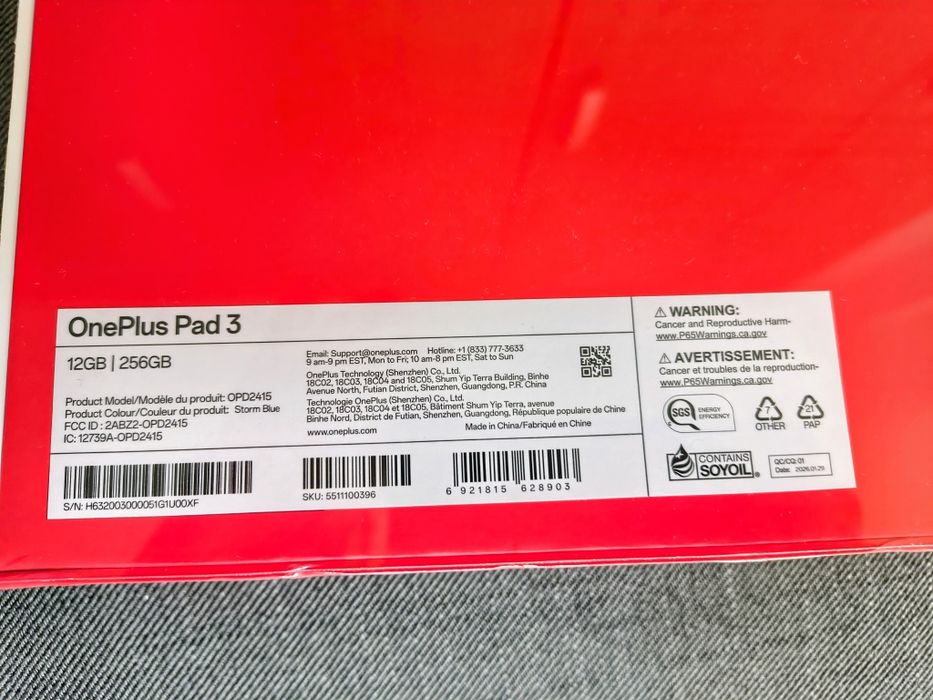 OnePlus Pad 3
12GB | 256GB
Product Model/Modèle du produit: OPD2415
Product Colour/Couleur du produit: Storm Blue
FCC ID : 2ABZ2-OPD2415
IC: 12739A-OPD2415
Email: Support@oneplus.com Hotline: +1 (833) 777-3633
9 am-9 pm EST, Mon to Fri; 10 am-8 pm EST, Sat to Sun
OnePlus Technology (Shenzhen) Co., Ltd.
18C02, 18C03, 18C04 and 18C05, Shum Yip Terra Building, Binhe
Avenue North, Futian District, Shenzhen, Guangdong, P.R. China
Technologie OnePlus (Shenzhen) Co., Ltd.
18C02, 18C03, 18C04 et 18C05, Bâtiment Shum Yip Terra, avenue
Binhe Nord, District de Futian, Shenzhen, Guangdong, République populaire de Chine
www.oneplus.com Made in China/Fabriqué en Chine
S/N: H632003000051G1U00XF
SKU: 5511100396
6 921815 628903
⚠ WARNING:
Cancer and Reproductive Harm-
www.P65Warnings.ca.gov
⚠ AVERTISSEMENT:
Cancer et troubles de la reproduction-
www.P65Warnings.ca.gov
SGS ENERGY
EFFICIENCY
7
OTHER
21
PAP
CONTAINS
SOYOIL
QC/CQ: 01
Date: 2026.01.29